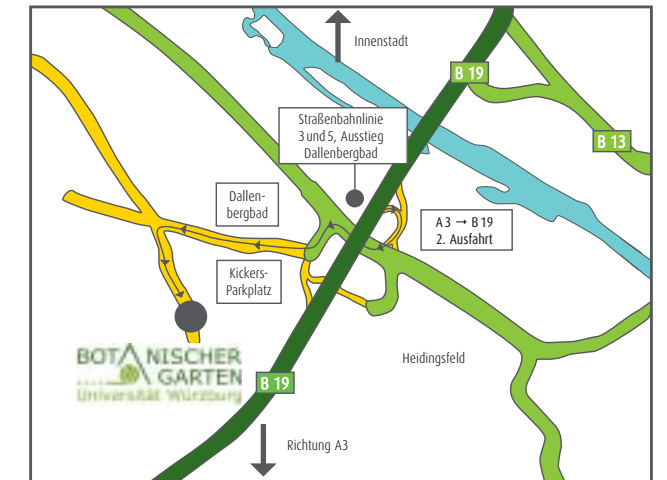 Innenstadt
B 19
Straßenbahnlinie
3 und 5, Ausstieg
Dallenbergbad
B 13
Dallen-
bergbad
A 3 → B 19
2. Ausfahrt
Kickers-
Parkplatz
BOTANISCHER
GARTEN
Universität Würzburg
Heidingsfeld
B 19
Richtung A3